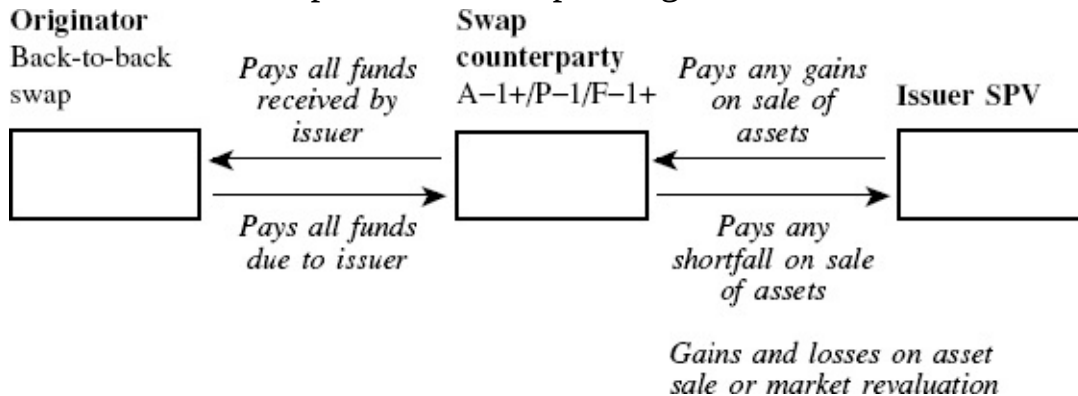 Originator
Back-to-back
swap
Pays all funds
received by
issuer
Swap
counterparty
A–1+/P–1/F–1+
Pays any gains
on sale of
assets
Issuer SPV
Pays all funds
due to issuer
Pays any
shortfall on sale
of assets
Gains and losses on asset
sale or market revaluation